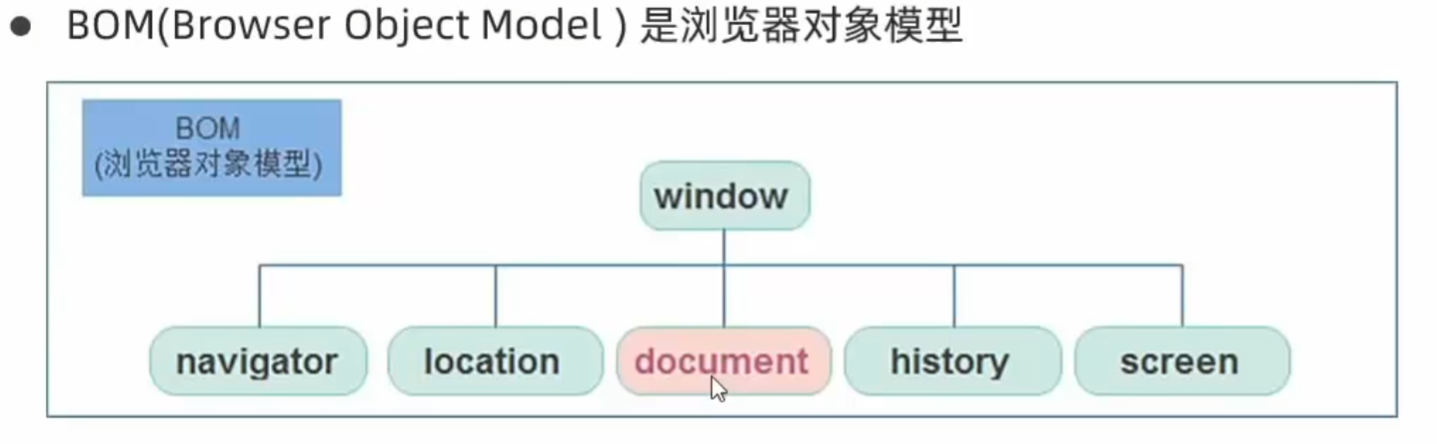 ● BOM(Browser Object Model ) 是浏览器对象模型
BOM
(浏览器对象模型)
window
navigator
location
document
history
screen